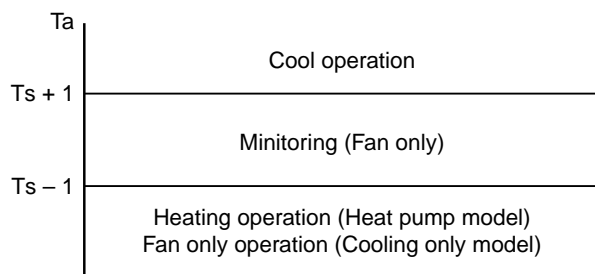 Ta
Cool operation
Ts + 1
Minitoring (Fan only)
Ts – 1
Heating operation (Heat pump model)
Fan only operation (Cooling only model)